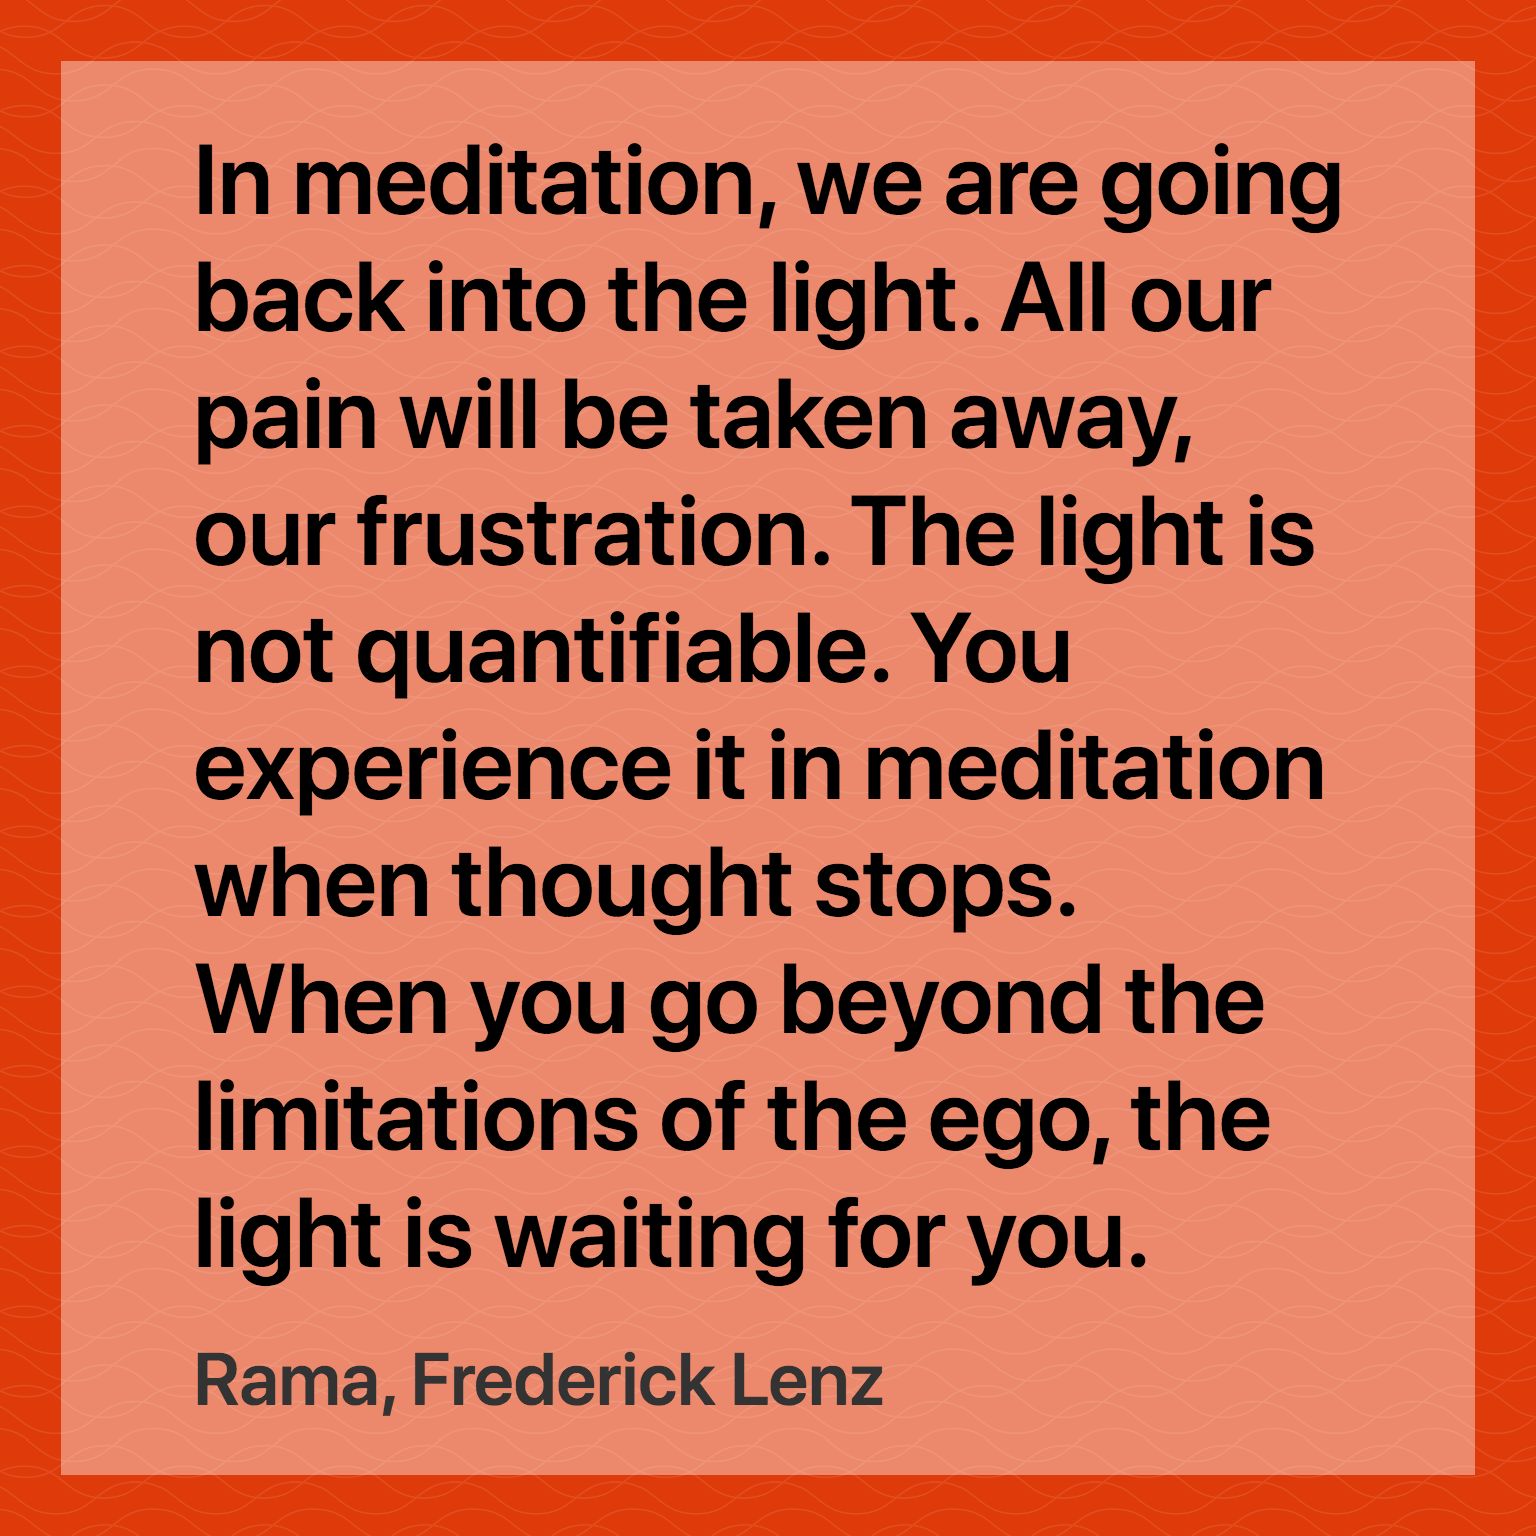 In meditation, we are going
back into the light. All our
pain will be taken away,
our frustration. The light is
not quantifiable. You
experience it in meditation
when thought stops.
When you go beyond the
limitations of the ego, the
light is waiting for you.
Rama, Frederick Lenz